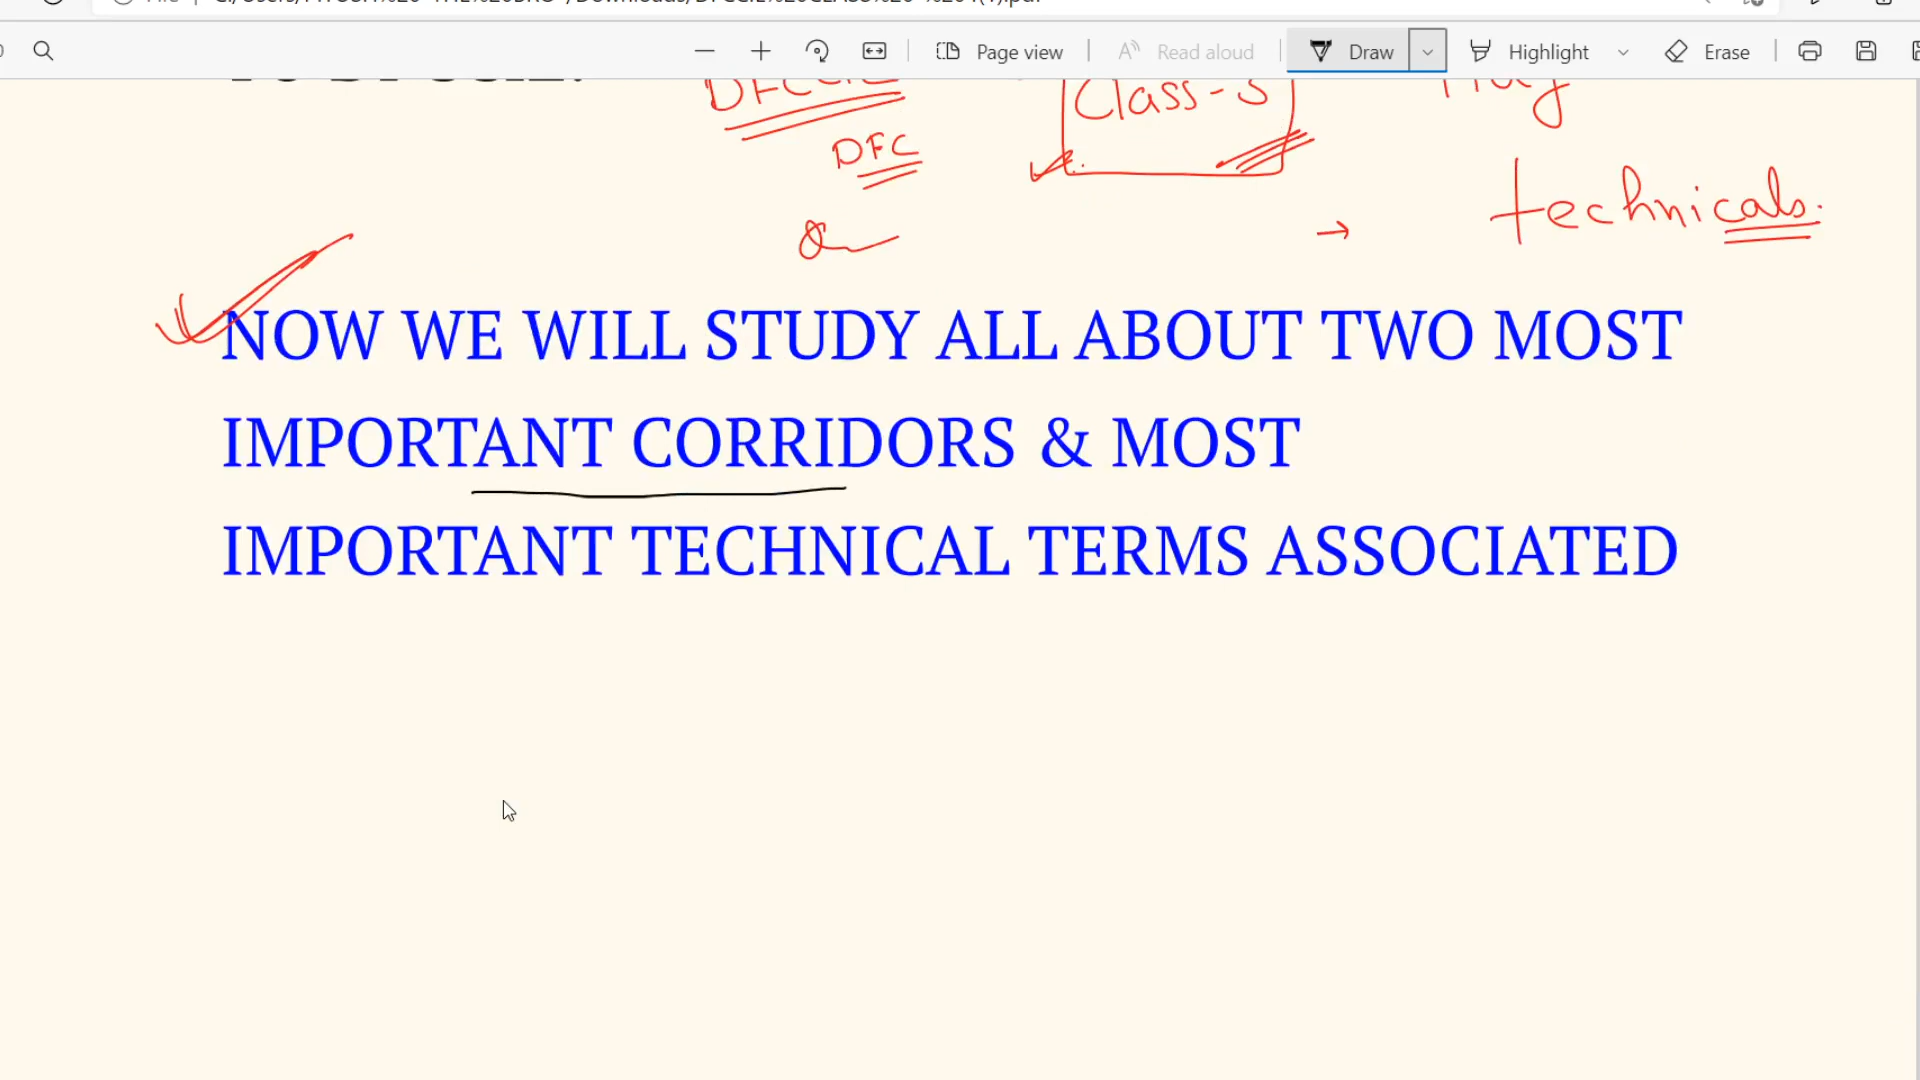 Page view
Read aloud
Draw
Highlight
Erase
DFCCIL
Class-3
DFC
technicals.
NOW WE WILL STUDY ALL ABOUT TWO MOST
IMPORTANT CORRIDORS & MOST
IMPORTANT TECHNICAL TERMS ASSOCIATED